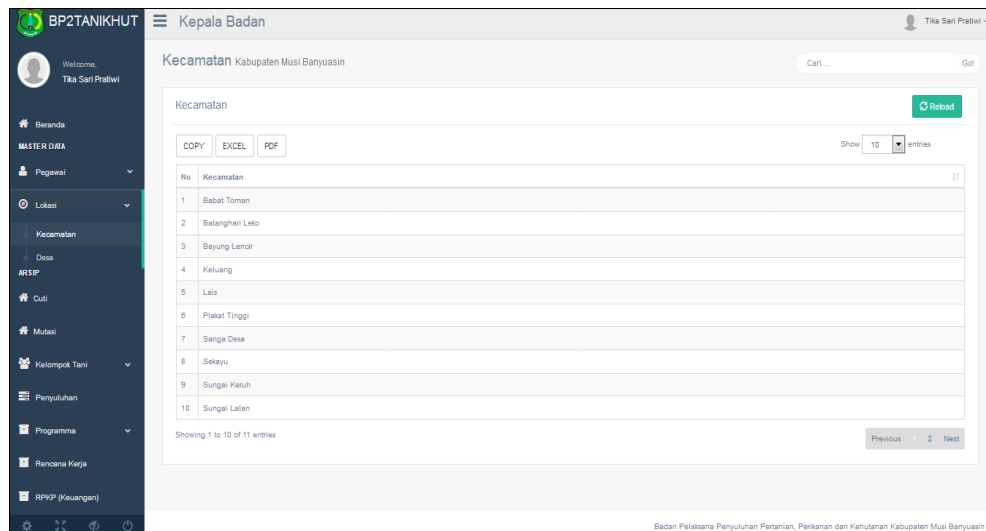 BP2TANIKHUT
Kepala Badan
Tika Sari Pratiwi
Welcome,
Tika Sari Pratiwi
Beranda
MASTER DATA
Pegawai
Lokasi
Kecamatan
Desa
ARSIP
Cuti
Mutasi
Kelompok Tani
Penyuluhan
Programma
Rencana Kerja
RPKP (Keuangan)
Kecamatan Kabupaten Musi Banyuasin
Cari ... Go!
Kecamatan
Reload
COPY EXCEL PDF
Show 10 entries
No Kecamatan
1 Babat Toman
2 Batanghari Leko
3 Bayung Lencir
4 Keluang
5 Lais
6 Plakat Tinggi
7 Sanga Desa
8 Sekayu
9 Sungai Keruh
10 Sungai Lalan
Showing 1 to 10 of 11 entries
Previous 1 2 Next
Badan Pelaksana Penyuluhan Pertanian, Perikanan dan Kehutanan Kabupaten Musi Banyuasin